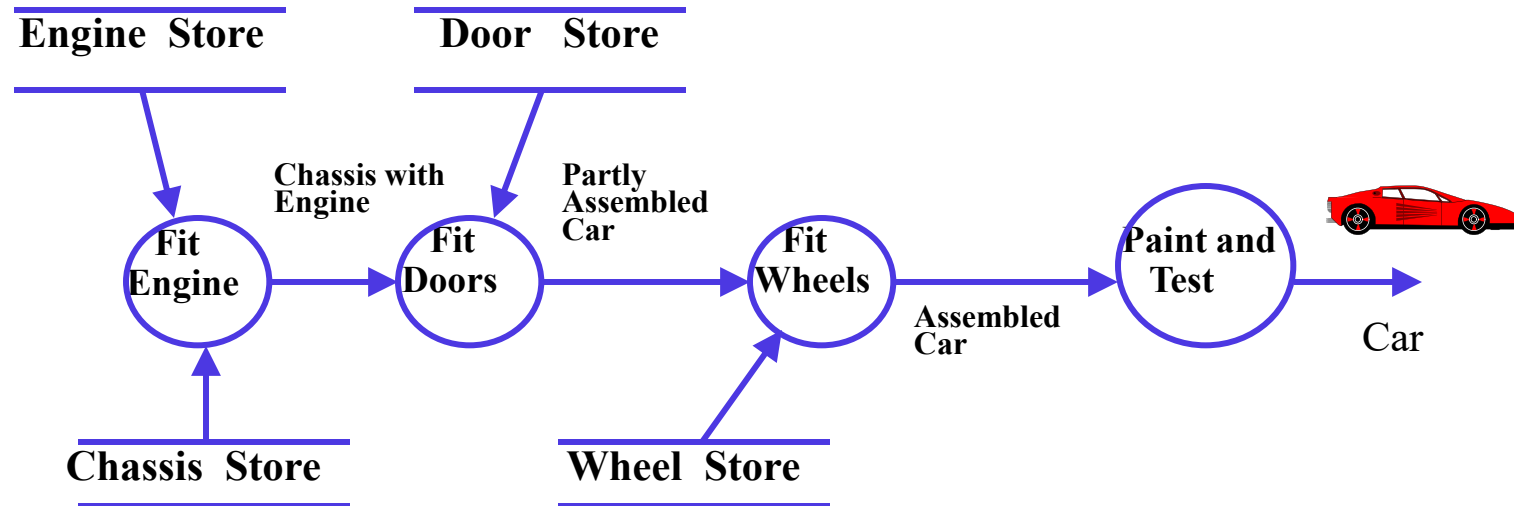 Engine Store
Door Store
Chassis with
Engine
Partly
Assembled
Car
Fit
Engine
Fit
Doors
Fit
Wheels
Paint and
Test
Assembled
Car
Car
Chassis Store
Wheel Store